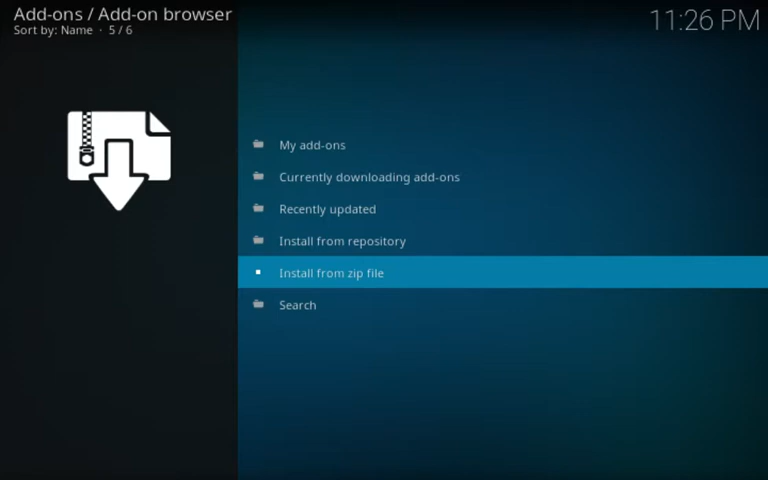 Add-ons / Add-on browser
Sort by: Name · 5 / 6
11:26 PM
My add-ons
Currently downloading add-ons
Recently updated
Install from repository
Install from zip file
Search